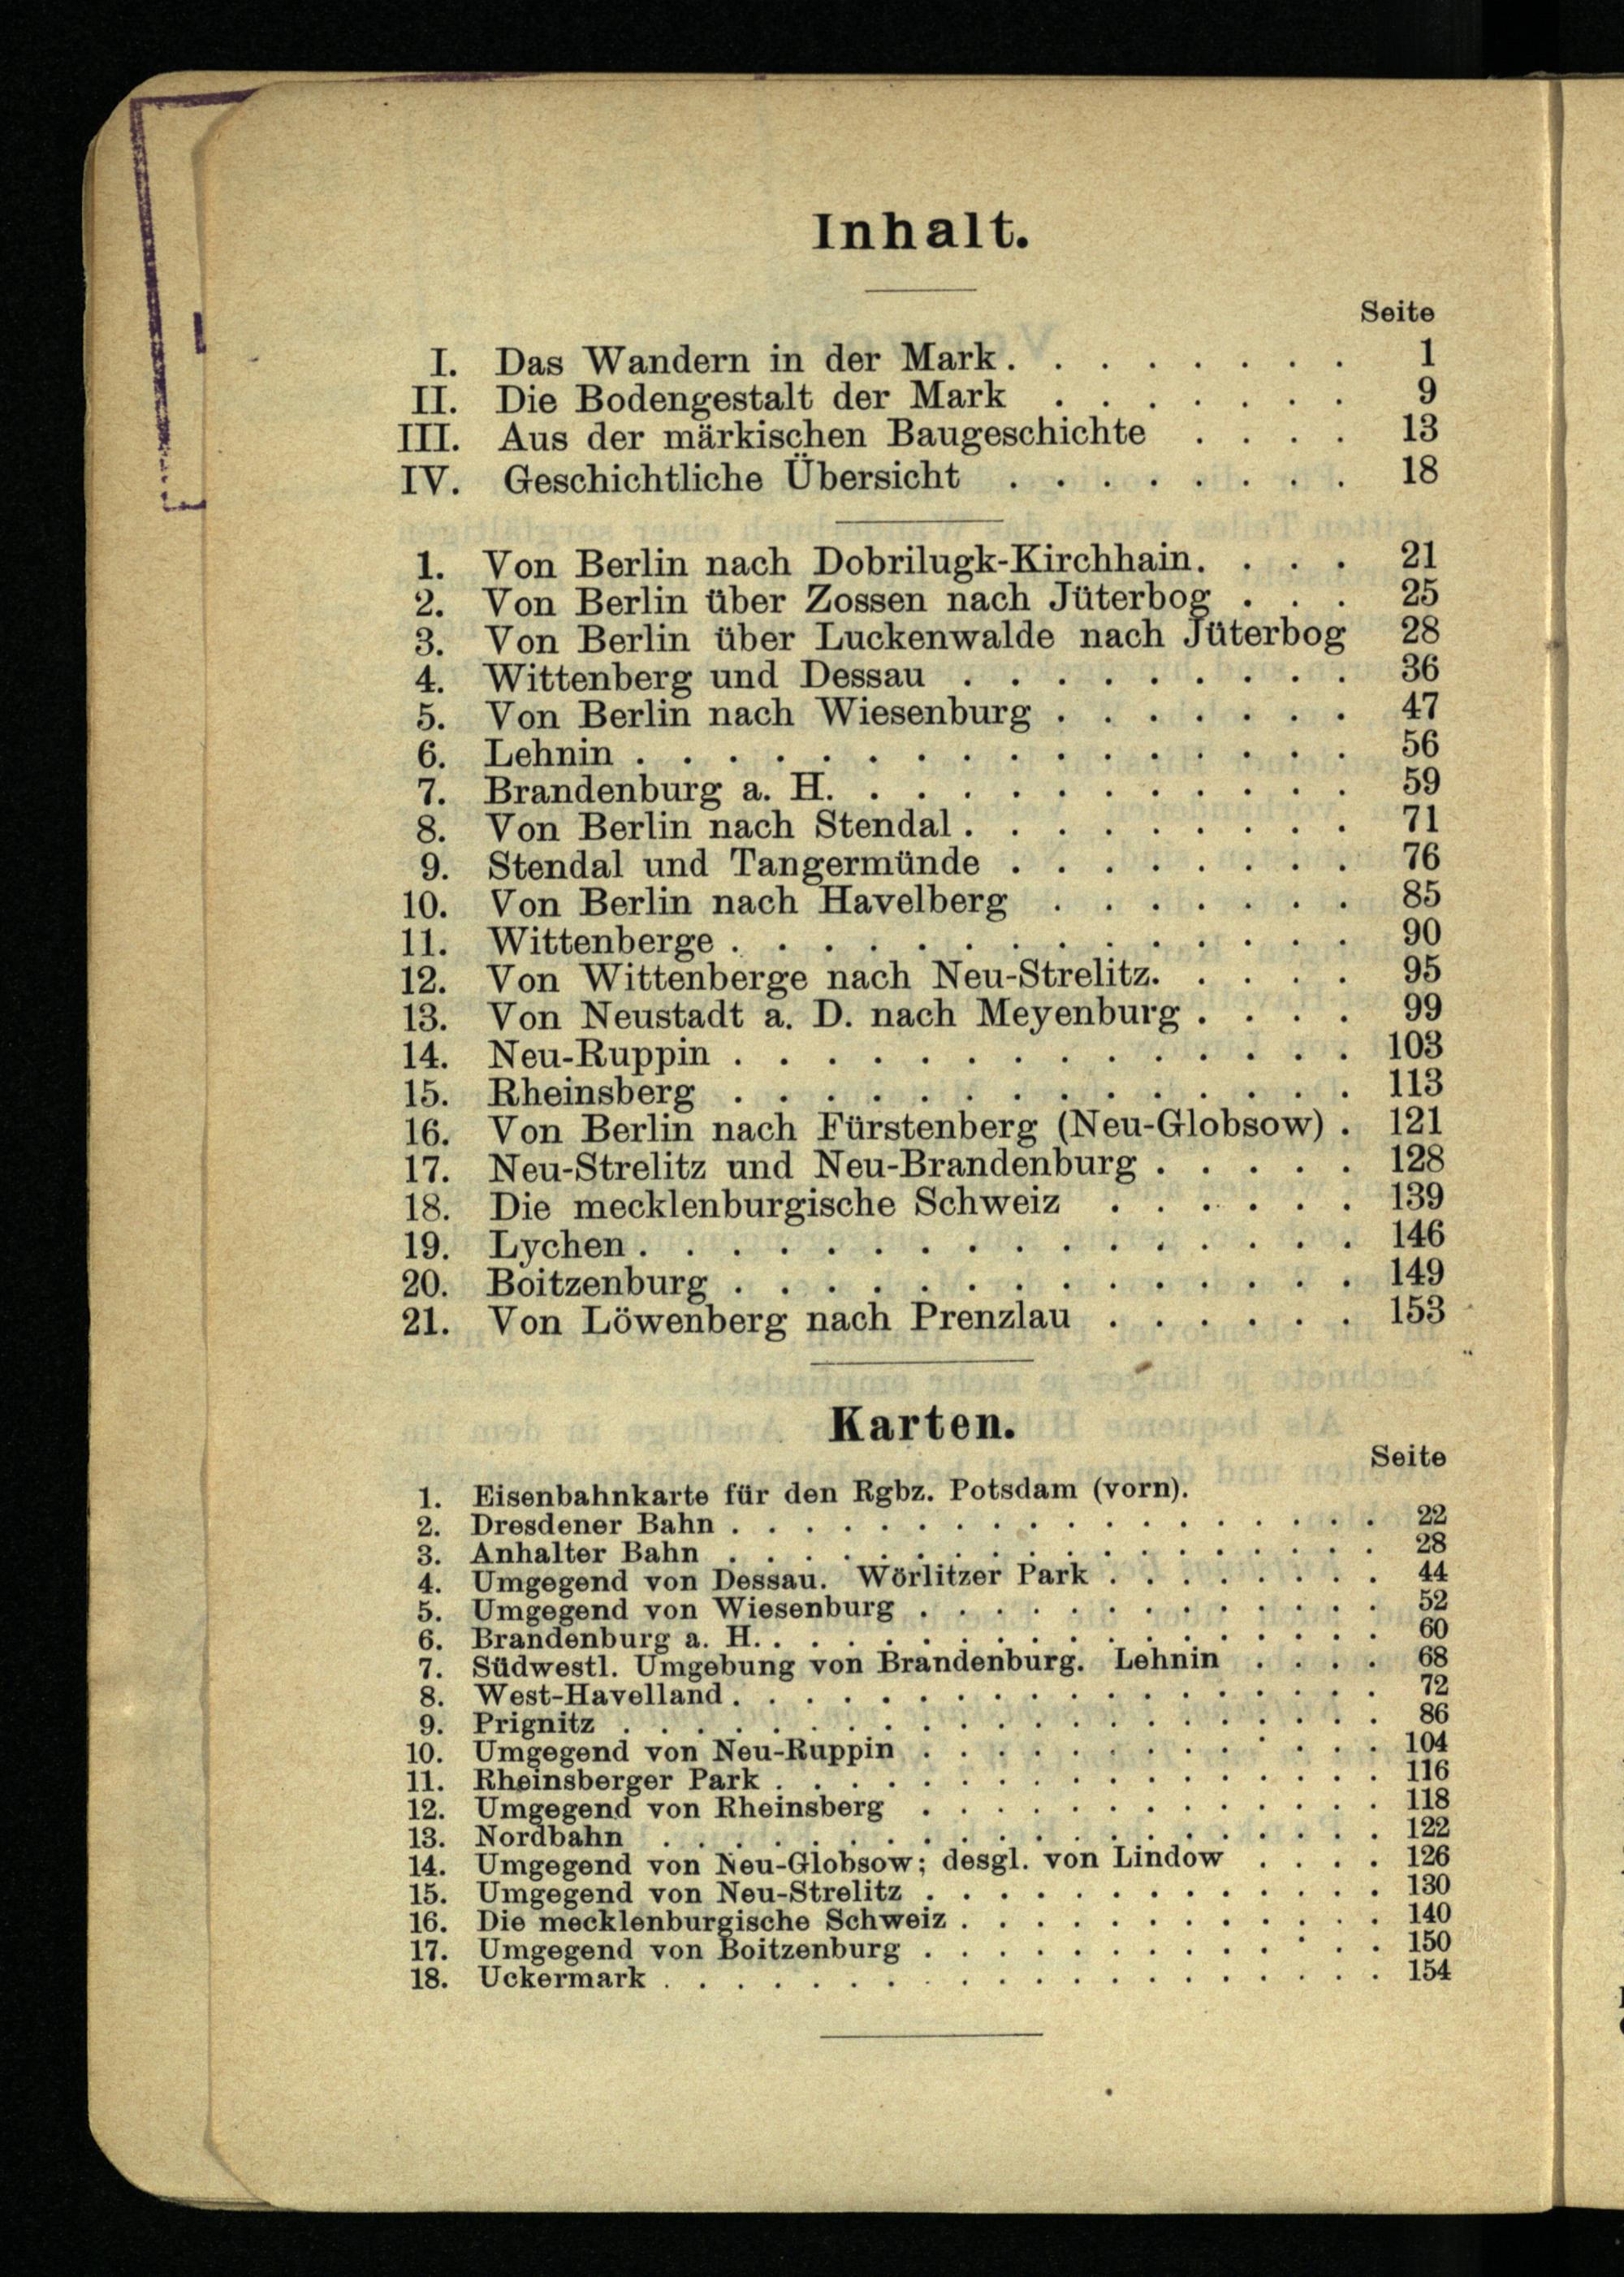 Inhalt.
Seite
I. Das Wandern in der Mark . . . . . . . . 1
II. Die Bodengestalt der Mark . . . . . . . 9
III. Aus der märkischen Baugeschichte . . . . 13
IV. Geschichtliche Übersicht . . . . . . . . 18
1. Von Berlin nach Dobrilugk-Kirchhain . . . . 21
2. Von Berlin über Zossen nach Jüterbog . . . 25
3. Von Berlin über Luckenwalde nach Jüterbog 28
4. Wittenberg und Dessau . . . . . . . . . 36
5. Von Berlin nach Wiesenburg . . . . . . . 47
6. Lehnin . . . . . . . . . . . . . . . . 56
7. Brandenburg a. H. . . . . . . . . . . . 59
8. Von Berlin nach Stendal . . . . . . . . . 71
9. Stendal und Tangermünde . . . . . . . . 76
10. Von Berlin nach Havelberg . . . . . . . 85
11. Wittenberge . . . . . . . . . . . . . . 90
12. Von Wittenberge nach Neu-Strelitz . . . . . 95
13. Von Neustadt a. D. nach Meyenburg . . . . 99
14. Neu-Ruppin . . . . . . . . . . . . . . 103
15. Rheinsberg . . . . . . . . . . . . . . 113
16. Von Berlin nach Fürstenberg (Neu-Globsow) . 121
17. Neu-Strelitz und Neu-Brandenburg . . . . . 128
18. Die mecklenburgische Schweiz . . . . . . 139
19. Lychen . . . . . . . . . . . . . . . . 146
20. Boitzenburg . . . . . . . . . . . . . . 149
21. Von Löwenberg nach Prenzlau . . . . . . 153
Karten.
Seite
1. Eisenbahnkarte für den Rgbz. Potsdam (vorn).
2. Dresdener Bahn . . . . . . . . . . . . . . . . . . 22
3. Anhalter Bahn . . . . . . . . . . . . . . . . . . 28
4. Umgegend von Dessau. Wörlitzer Park . . . . . . . . 44
5. Umgegend von Wiesenburg . . . . . . . . . . . . . 52
6. Brandenburg a. H. . . . . . . . . . . . . . . . . . 60
7. Südwestl. Umgebung von Brandenburg. Lehnin . . . . 68
8. West-Havelland . . . . . . . . . . . . . . . . . . 72
9. Prignitz . . . . . . . . . . . . . . . . . . . . . 86
10. Umgegend von Neu-Ruppin . . . . . . . . . . . . . 104
11. Rheinsberger Park . . . . . . . . . . . . . . . . . 116
12. Umgegend von Rheinsberg . . . . . . . . . . . . . 118
13. Nordbahn . . . . . . . . . . . . . . . . . . . . 122
14. Umgegend von Neu-Globsow; desgl. von Lindow . . . . 126
15. Umgegend von Neu-Strelitz . . . . . . . . . . . . . 130
16. Die mecklenburgische Schweiz . . . . . . . . . . . . 140
17. Umgegend von Boitzenburg . . . . . . . . . . . . . 150
18. Uckermark . . . . . . . . . . . . . . . . . . . . 154